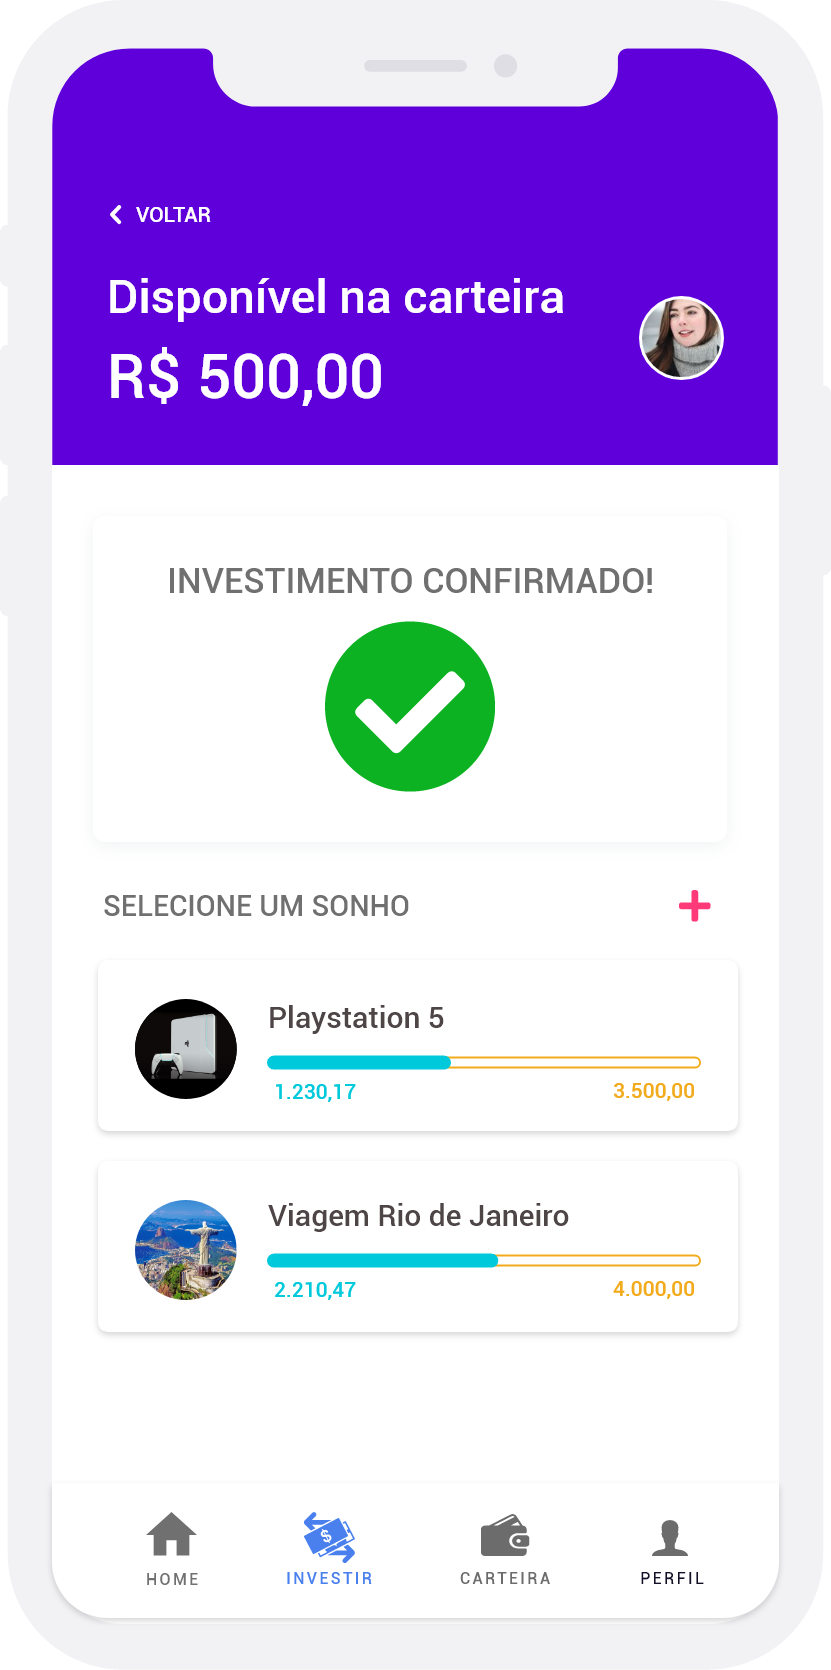 VOLTAR
Disponível na carteira
R$ 500,00
INVESTIMENTO CONFIRMADO!
SELECIONE UM SONHO
Playstation 5
1.230,17 3.500,00
Viagem Rio de Janeiro
2.210,47 4.000,00
$
HOME INVESTIR CARTEIRA PERFIL